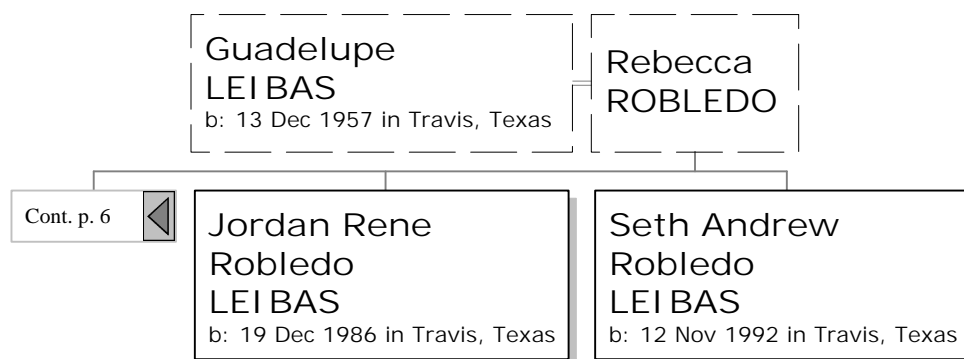 Guadelupe
LEIBAS
b: 13 Dec 1957 in Travis, Texas
Rebecca
ROBLEDO
Cont. p. 6
Jordan Rene
Robledo
LEIBAS
b: 19 Dec 1986 in Travis, Texas
Seth Andrew
Robledo
LEIBAS
b: 12 Nov 1992 in Travis, Texas